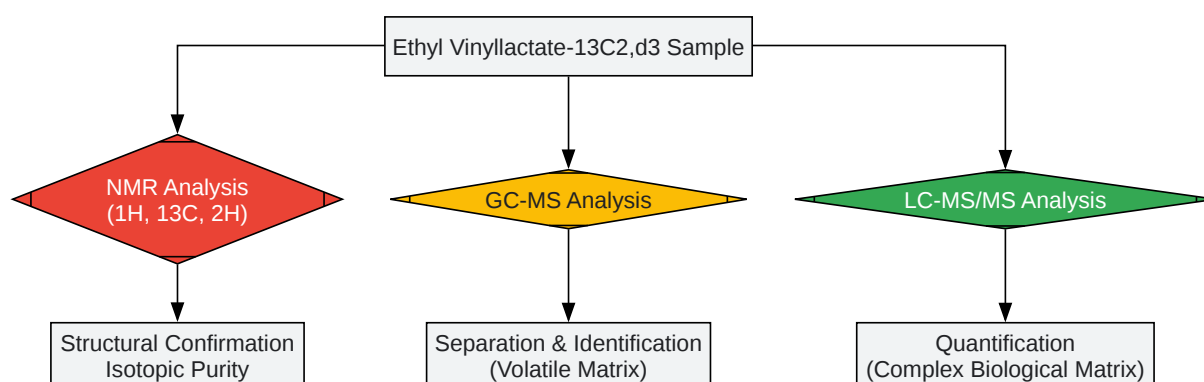 Ethyl Vinyllactate-13C2,d3 Sample
NMR Analysis
(1H, 13C, 2H)
GC-MS Analysis
LC-MS/MS Analysis
Structural Confirmation
Isotopic Purity
Separation & Identification
(Volatile Matrix)
Quantification
(Complex Biological Matrix)